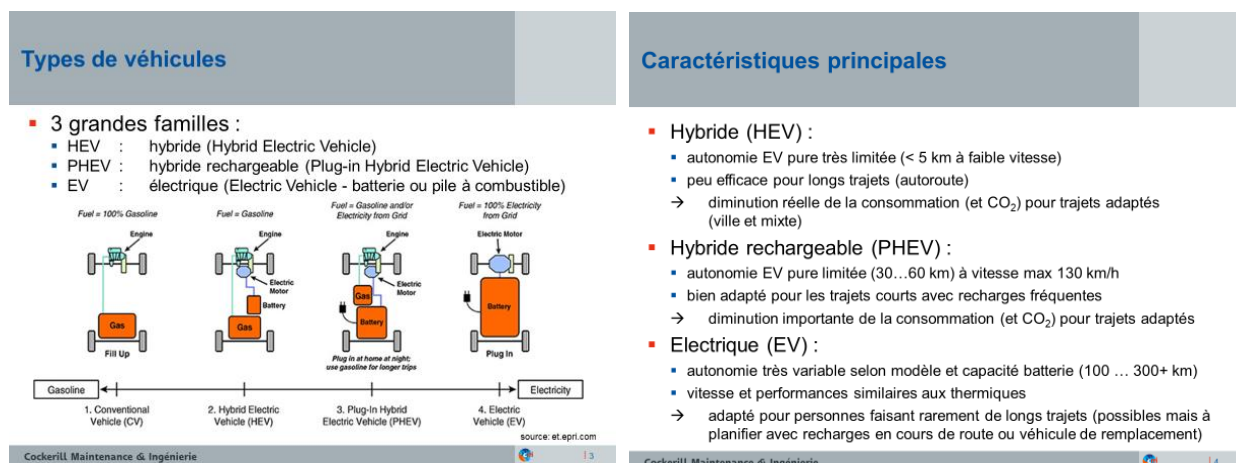 Types de véhicules
3 grandes familles :
HEV : hybride (Hybrid Electric Vehicle)
PHEV : hybride rechargeable (Plug-in Hybrid Electric Vehicle)
EV : électrique (Electric Vehicle - batterie ou pile à combustible)
Fuel = 100% Gasoline
Engine
Gas
Fill Up
Fuel = Gasoline
Engine
Electric
Motor
Battery
Gas
Fuel = Gasoline and/or
Electricity from Grid
Engine
Electric
Motor
Gas
Battery
Plug in at home at night;
use gasoline for longer trips
Fuel = 100% Electricity
from Grid
Electric Motor
Battery
Plug In
Gasoline
Electricity
1. Conventional
Vehicle (CV)
2. Hybrid Electric
Vehicle (HEV)
3. Plug-In Hybrid
Electric Vehicle (PHEV)
4. Electric
Vehicle (EV)
source: et.epri.com
Cockerill Maintenance & Ingénierie
3
Caractéristiques principales
Hybride (HEV) :
autonomie EV pure très limitée (< 5 km à faible vitesse)
peu efficace pour longs trajets (autoroute)
→ diminution réelle de la consommation (et CO₂) pour trajets adaptés
(ville et mixte)
Hybride rechargeable (PHEV) :
autonomie EV pure limitée (30…60 km) à vitesse max 130 km/h
bien adapté pour les trajets courts avec recharges fréquentes
→ diminution importante de la consommation (et CO₂) pour trajets adaptés
Electrique (EV) :
autonomie très variable selon modèle et capacité batterie (100 … 300+ km)
vitesse et performances similaires aux thermiques
→ adapté pour personnes faisant rarement de longs trajets (possibles mais à
planifier avec recharges en cours de route ou véhicule de remplacement)
Cockerill Maintenance & Ingénierie
4